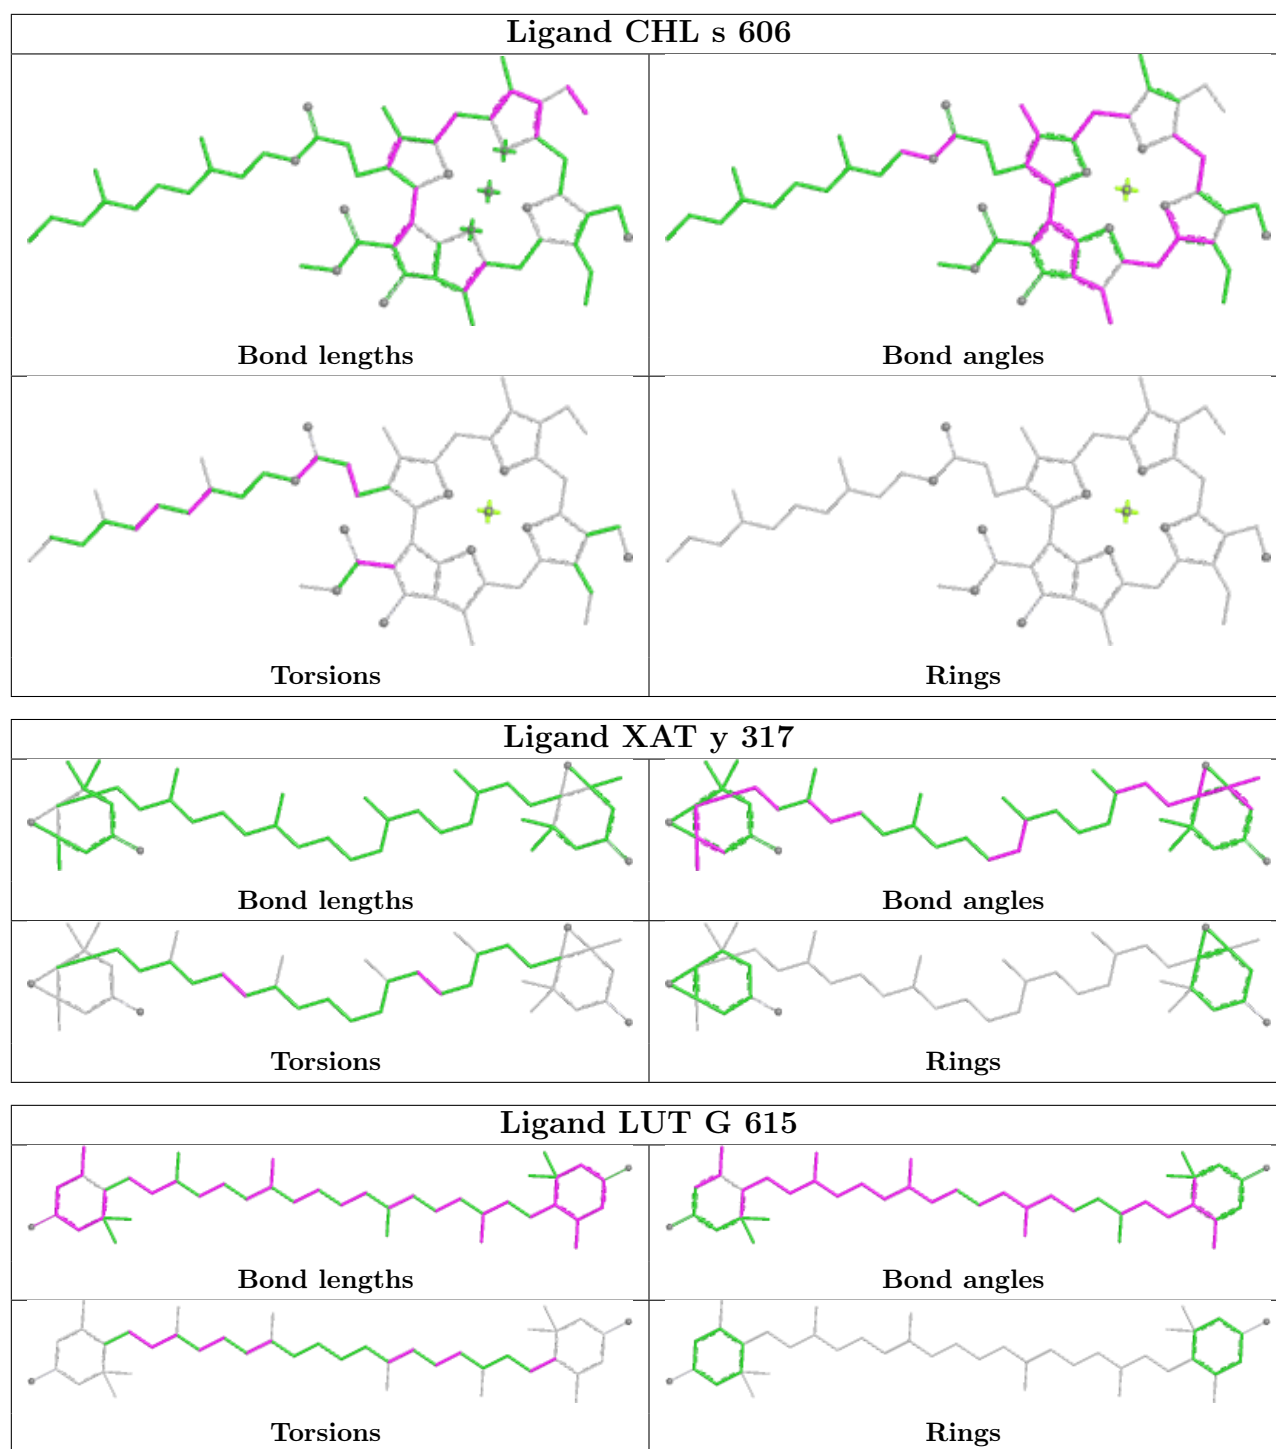 Ligand CHL s 606
Bond lengths
Bond angles
Torsions
Rings
Ligand XAT y 317
Bond lengths
Bond angles
Torsions
Rings
Ligand LUT G 615
Bond lengths
Bond angles
Torsions
Rings